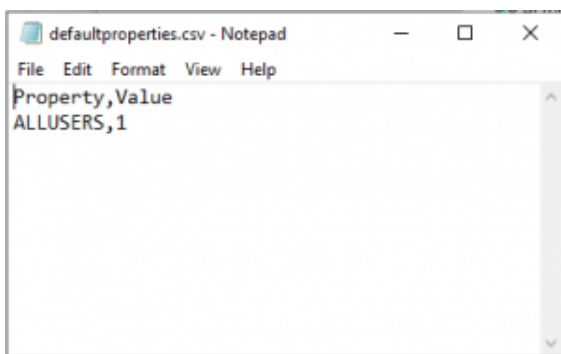 defaultproperties.csv - Notepad
File Edit Format View Help
Property,Value
ALLUSERS,1